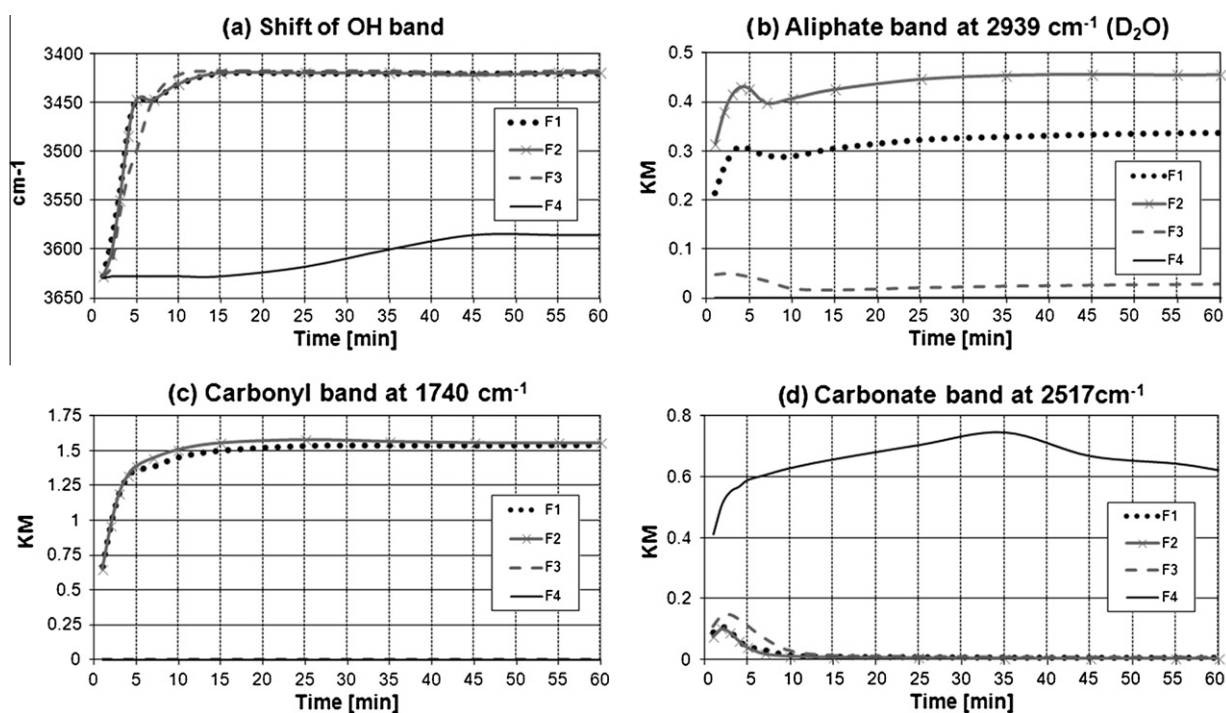 (a) Shift of OH band
3400
3450
3500
3550
3600
3650
cm-1
F1
F2
F3
F4
0 5 10 15 20 25 30 35 40 45 50 55 60
Time [min]
(b) Aliphate band at 2939 cm⁻¹ (D₂O)
0.5
0.4
0.3
0.2
0.1
0
KM
F1
F2
F3
F4
0 5 10 15 20 25 30 35 40 45 50 55 60
Time [min]
(c) Carbonyl band at 1740 cm⁻¹
1.75
1.5
1.25
1
0.75
0.5
0.25
0
KM
F1
F2
F3
F4
0 5 10 15 20 25 30 35 40 45 50 55 60
Time [min]
(d) Carbonate band at 2517cm⁻¹
0.8
0.6
0.4
0.2
0
KM
F1
F2
F3
F4
0 5 10 15 20 25 30 35 40 45 50 55 60
Time [min]